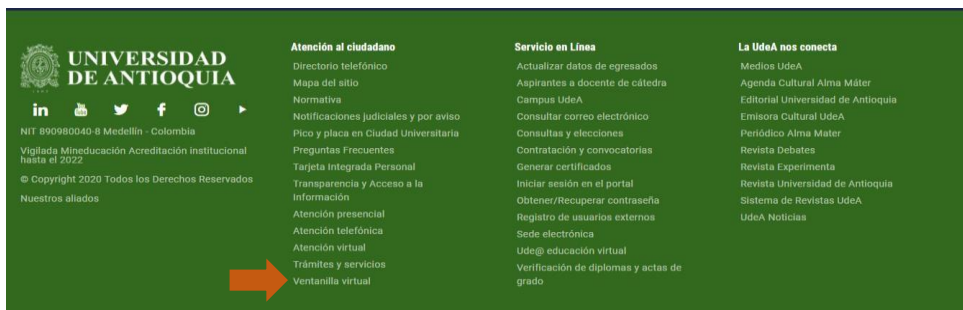 UNIVERSIDAD
DE ANTIOQUIA
NIT 890980040-8 Medellín - Colombia
Vigilada Mineducación Acreditación institucional
hasta el 2022
© Copyright 2020 Todos los Derechos Reservados
Nuestros aliados
Atención al ciudadano
Directorio telefónico
Mapa del sitio
Normativa
Notificaciones judiciales y por aviso
Pico y placa en Ciudad Universitaria
Preguntas Frecuentes
Tarjeta Integrada Personal
Transparencia y Acceso a la
Información
Atención presencial
Atención telefónica
Atención virtual
Trámites y servicios
Ventanilla virtual
Servicio en Línea
Actualizar datos de egresados
Aspirantes a docente de cátedra
Campus UdeA
Consultar correo electrónico
Consultas y elecciones
Contratación y convocatorias
Generar certificados
Iniciar sesión en el portal
Obtener/Recuperar contraseña
Registro de usuarios externos
Sede electrónica
Ude@ educación virtual
Verificación de diplomas y actas de
grado
La UdeA nos conecta
Medios UdeA
Agenda Cultural Alma Máter
Editorial Universidad de Antioquia
Emisora Cultural UdeA
Periódico Alma Mater
Revista Debates
Revista Experimenta
Revista Universidad de Antioquia
Sistema de Revistas UdeA
UdeA Noticias